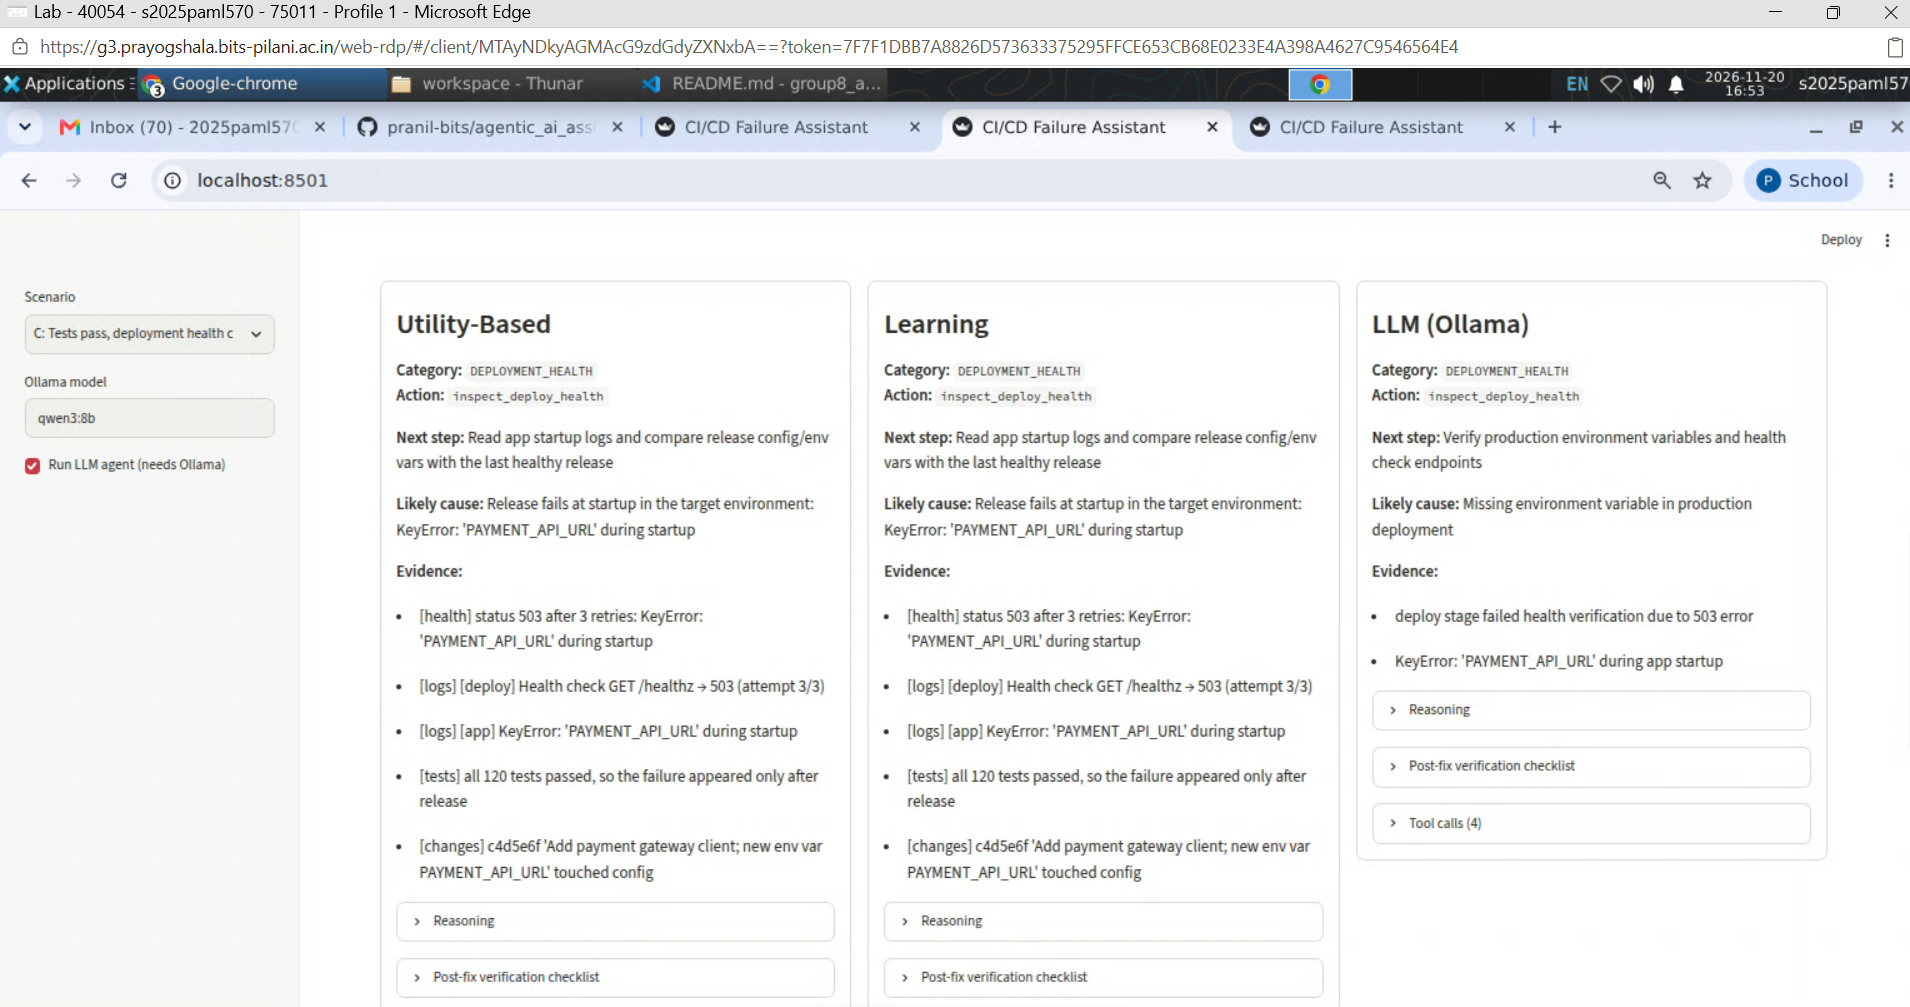 Lab - 40054 - s2025paml570 - 75011 - Profile 1 - Microsoft Edge
https://g3.prayogshala.bits-pilani.ac.in/web-rdp/#/client/MTAyNDkyAGMAcG9zdGdyZXNxbA==?token=7F7F1DBB7A8826D573633375295FFCE653CB68E0233E4A398A4627C9546564E4
Applications
3
Google-chrome
workspace - Thunar
README.md - group8_a...
EN
2026-11-20
16:53
s2025paml57
Inbox (70) - 2025paml570
pranil-bits/agentic_ai_ass
CI/CD Failure Assistant
CI/CD Failure Assistant
CI/CD Failure Assistant
localhost:8501
P
School
Deploy
Scenario
C: Tests pass, deployment health c
Ollama model
qwen3:8b
Run LLM agent (needs Ollama)
Utility-Based
Category: DEPLOYMENT_HEALTH
Action: inspect_deploy_health
Next step: Read app startup logs and compare release config/env
vars with the last healthy release
Likely cause: Release fails at startup in the target environment:
KeyError: 'PAYMENT_API_URL' during startup
Evidence:
• [health] status 503 after 3 retries: KeyError:
'PAYMENT_API_URL' during startup
• [logs] [deploy] Health check GET /healthz → 503 (attempt 3/3)
• [logs] [app] KeyError: 'PAYMENT_API_URL' during startup
• [tests] all 120 tests passed, so the failure appeared only after
release
• [changes] c4d5e6f 'Add payment gateway client; new env var
PAYMENT_API_URL' touched config
Reasoning
Post-fix verification checklist
Learning
Category: DEPLOYMENT_HEALTH
Action: inspect_deploy_health
Next step: Read app startup logs and compare release config/env
vars with the last healthy release
Likely cause: Release fails at startup in the target environment:
KeyError: 'PAYMENT_API_URL' during startup
Evidence:
• [health] status 503 after 3 retries: KeyError:
'PAYMENT_API_URL' during startup
• [logs] [deploy] Health check GET /healthz → 503 (attempt 3/3)
• [logs] [app] KeyError: 'PAYMENT_API_URL' during startup
• [tests] all 120 tests passed, so the failure appeared only after
release
• [changes] c4d5e6f 'Add payment gateway client; new env var
PAYMENT_API_URL' touched config
Reasoning
Post-fix verification checklist
LLM (Ollama)
Category: DEPLOYMENT_HEALTH
Action: inspect_deploy_health
Next step: Verify production environment variables and health
check endpoints
Likely cause: Missing environment variable in production
deployment
Evidence:
• deploy stage failed health verification due to 503 error
• KeyError: 'PAYMENT_API_URL' during app startup
Reasoning
Post-fix verification checklist
Tool calls (4)